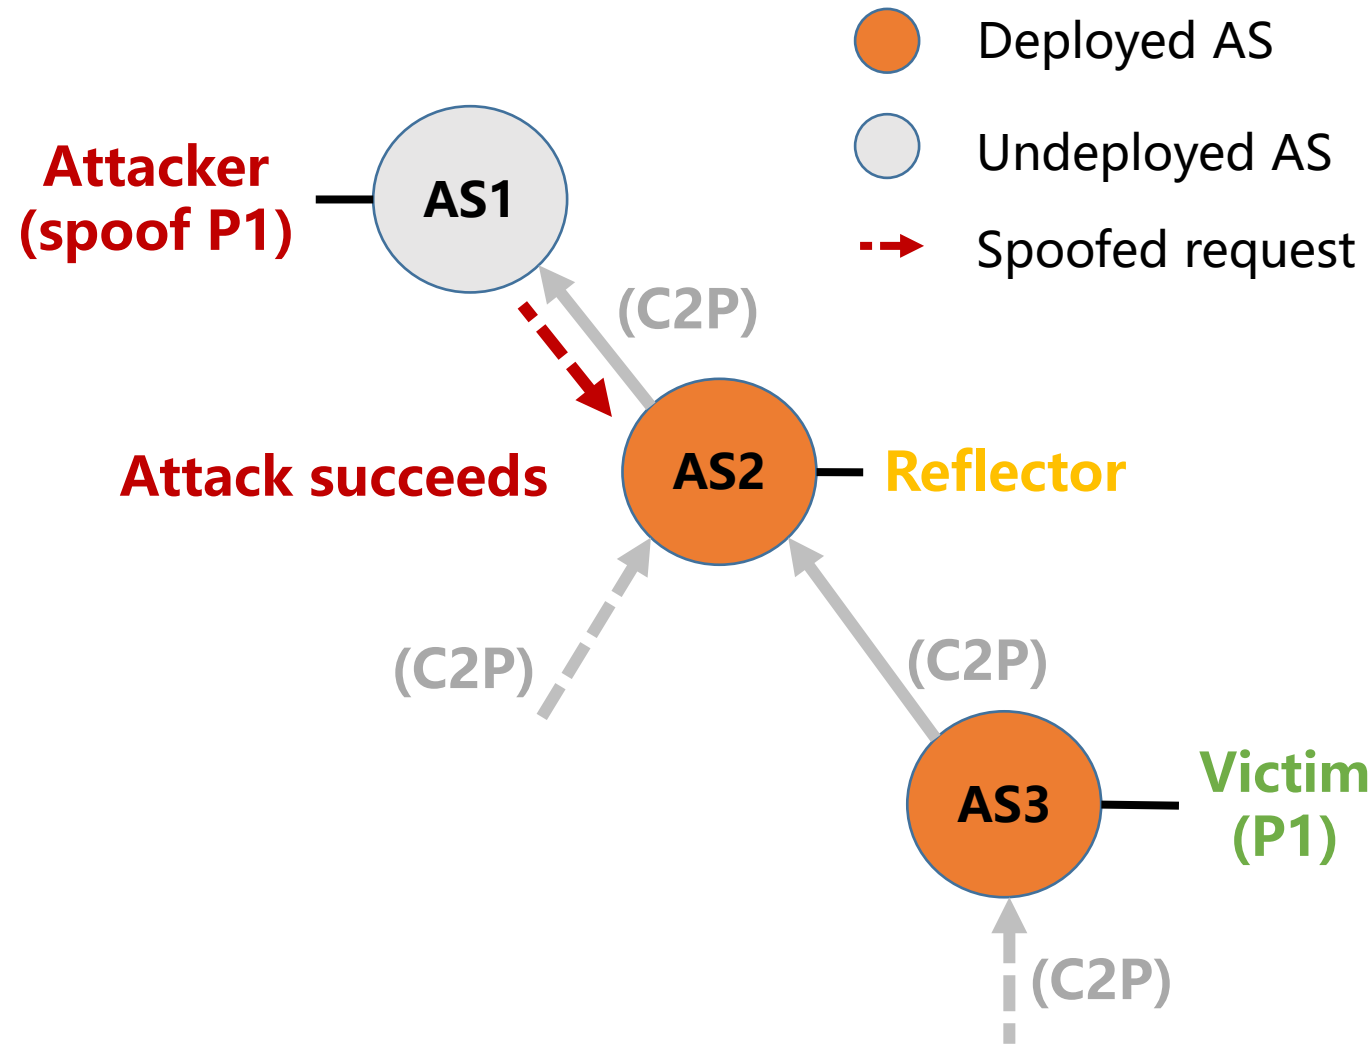 Deployed AS
Undeployed AS
Spoofed request
Attacker
(spoof P1)
AS1
(C2P)
Attack succeeds
AS2
Reflector
(C2P)
(C2P)
AS3
Victim
(P1)
(C2P)